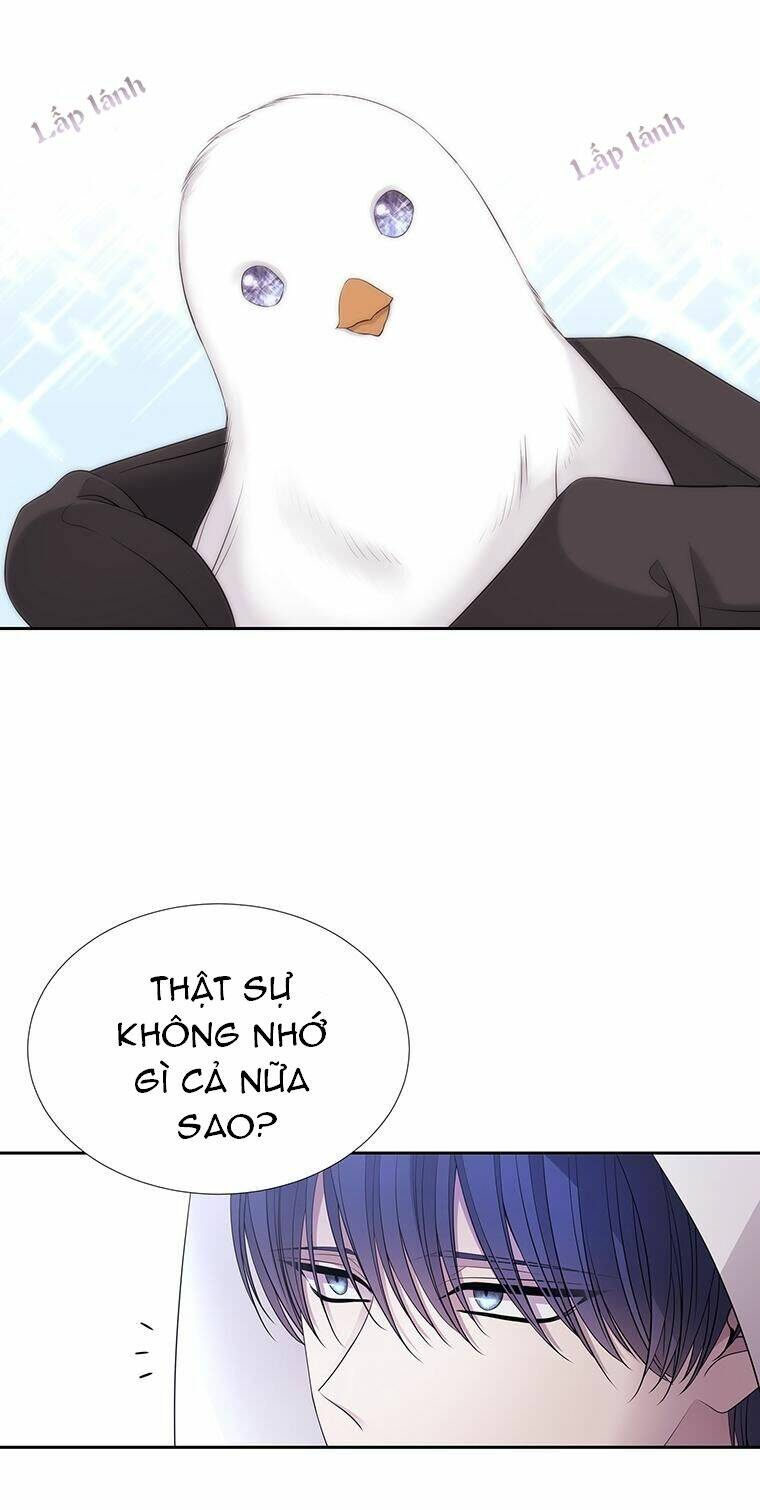 Lấp lánh
Lấp lánh
THẬT SỰ
KHÔNG NHỚ
GÌ CẢ NỮA
SAO?